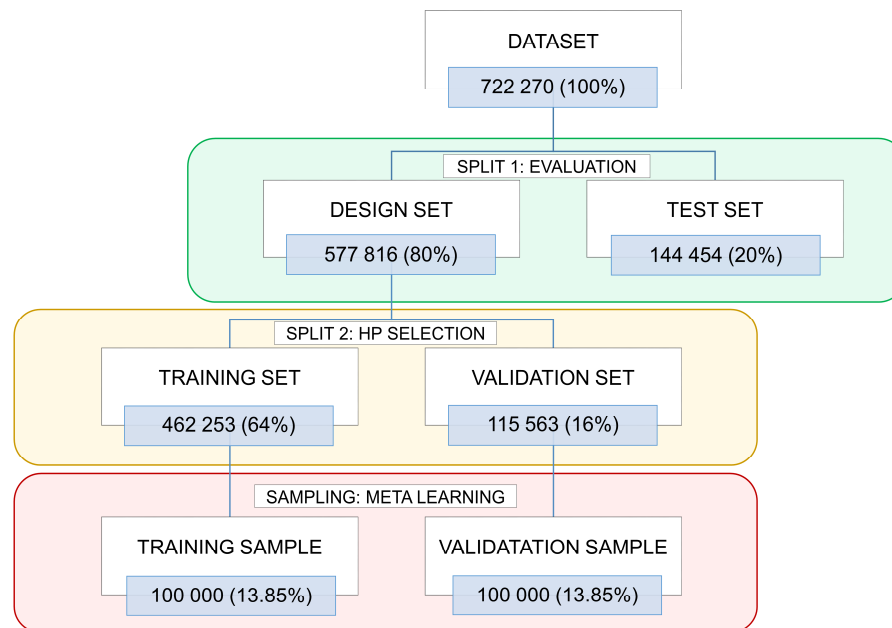 DATASET
722 270 (100%)
SPLIT 1: EVALUATION
DESIGN SET
TEST SET
577 816 (80%)
144 454 (20%)
SPLIT 2: HP SELECTION
TRAINING SET
VALIDATION SET
462 253 (64%)
115 563 (16%)
SAMPLING: META LEARNING
TRAINING SAMPLE
VALIDATATION SAMPLE
100 000 (13.85%)
100 000 (13.85%)